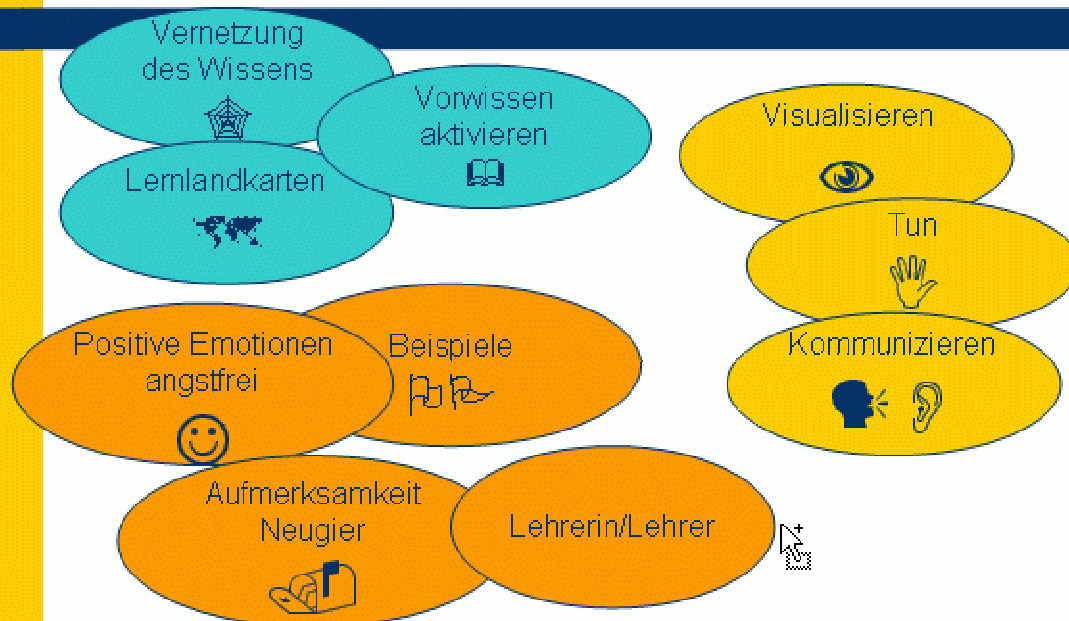 Vernetzung
des Wissens
Vorwissen
aktivieren
Lernlandkarten
Visualisieren
Tun
Kommunizieren
Positive Emotionen
angstfrei
Beispiele
Aufmerksamkeit
Neugier
Lehrerin/Lehrer